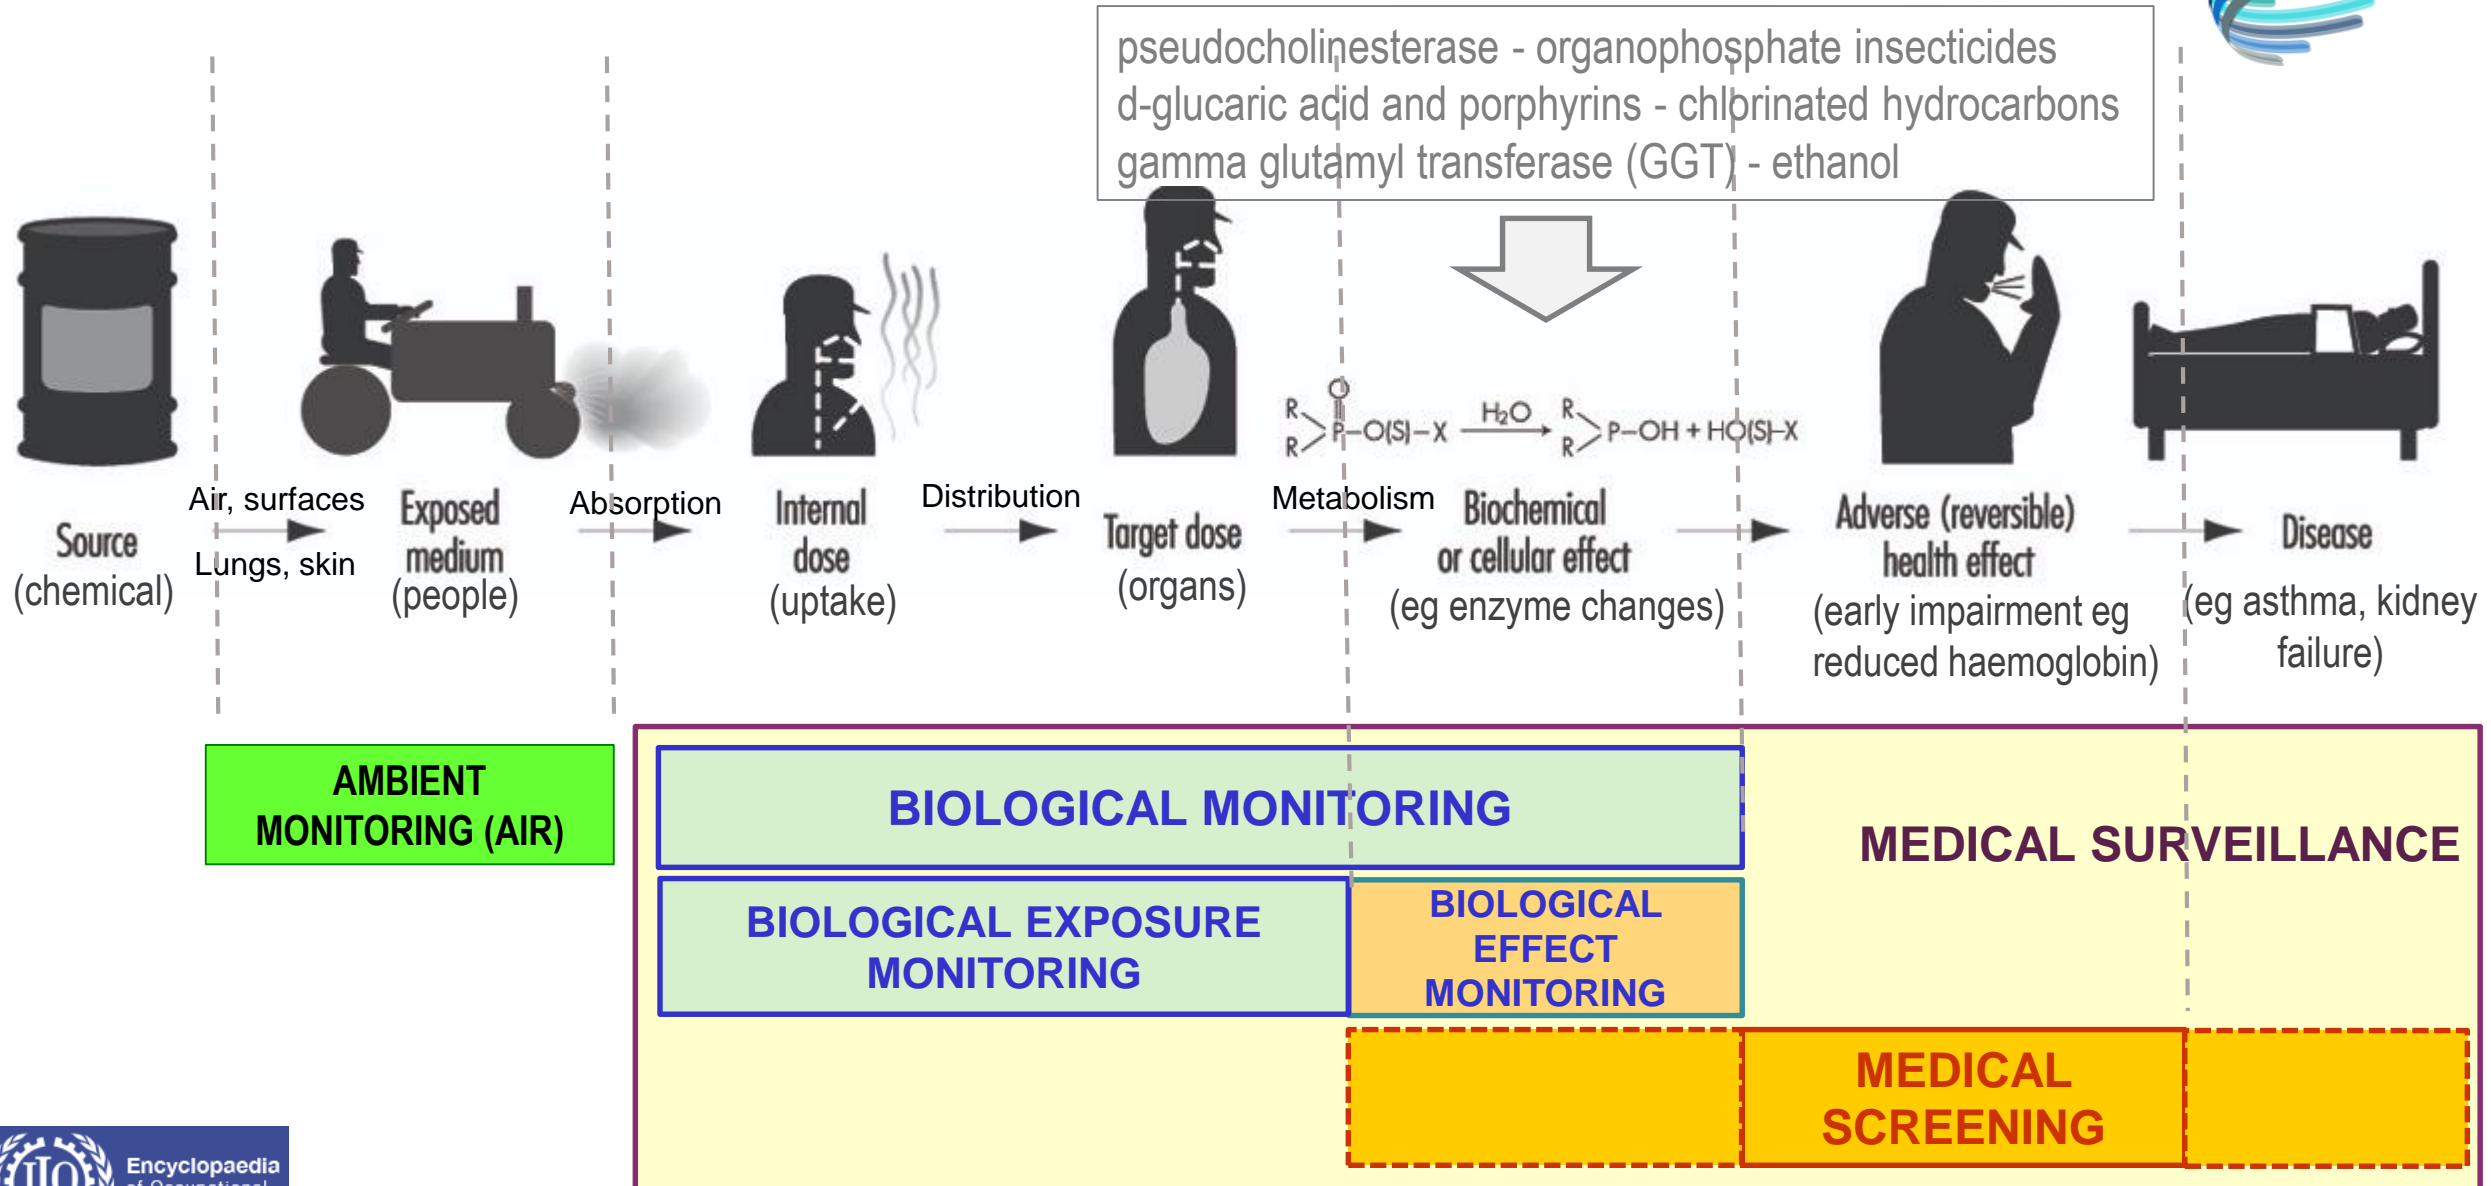 pseudocholinesterase - organophosphate insecticides
d-glucaric acid and porphyrins - chlorinated hydrocarbons
gamma glutamyl transferase (GGT) - ethanol
R
R
O
P–O(S)–X
H₂O
R
R
P–OH + HO(S)–X
Source
(chemical)
Air, surfaces
Lungs, skin
Exposed
medium
(people)
Absorption
Internal
dose
(uptake)
Distribution
Target dose
(organs)
Metabolism
Biochemical
or cellular effect
(eg enzyme changes)
Adverse (reversible)
health effect
(early impairment eg
reduced haemoglobin)
Disease
(eg asthma, kidney
failure)
AMBIENT
MONITORING (AIR)
BIOLOGICAL MONITORING
MEDICAL SURVEILLANCE
BIOLOGICAL EXPOSURE
MONITORING
BIOLOGICAL
EFFECT
MONITORING
MEDICAL
SCREENING
ILO
Encyclopaedia
of Occupational